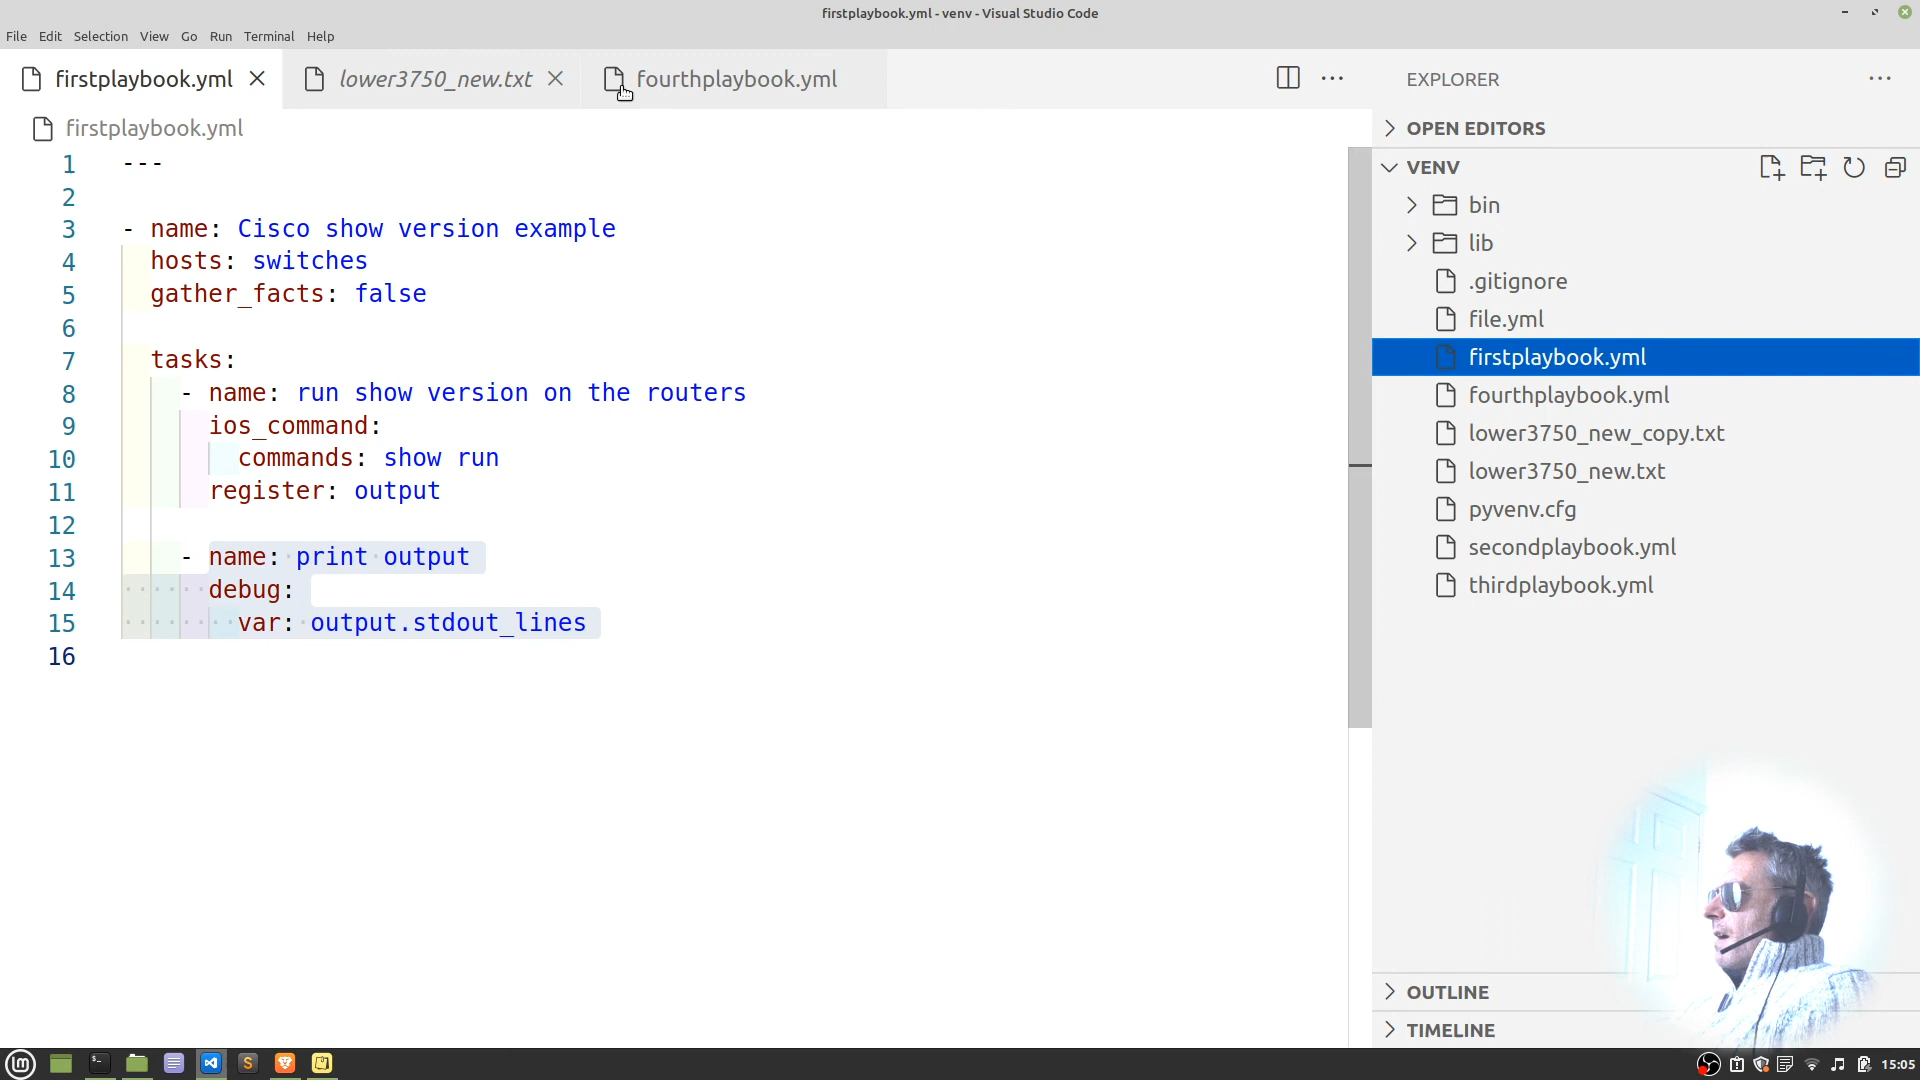 firstplaybook.yml - venv - Visual Studio Code
File Edit Selection View Go Run Terminal Help
firstplaybook.yml lower3750_new.txt fourthplaybook.yml
EXPLORER
firstplaybook.yml
1 ---
2
3 - name: Cisco show version example
4 hosts: switches
5 gather_facts: false
6
7 tasks:
8 - name: run show version on the routers
9 ios_command:
10 commands: show run
11 register: output
12
13 - name: print output
14 debug:
15 var: output.stdout_lines
16
OPEN EDITORS
VENV
bin
lib
.gitignore
file.yml
firstplaybook.yml
fourthplaybook.yml
lower3750_new_copy.txt
lower3750_new.txt
pyvenv.cfg
secondplaybook.yml
thirdplaybook.yml
OUTLINE
TIMELINE
15:05